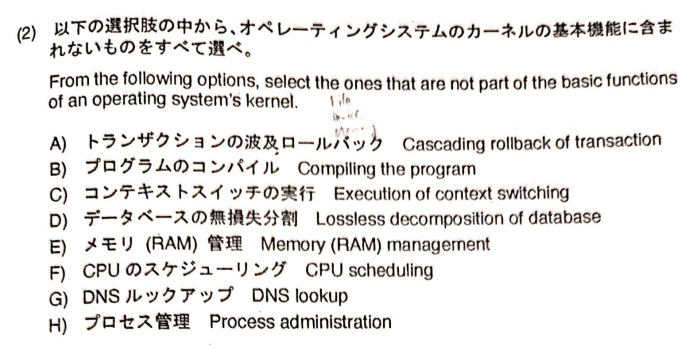 (2) 以下の選択肢の中から、オペレーティングシステムのカーネルの基本機能に含ま
れないものをすべて選べ。
From the following options, select the ones that are not part of the basic functions
of an operating system's kernel.
File
A) トランザクションの波及ロールバック Cascading rollback of transaction
B) プログラムのコンパイル Compiling the program
C) コンテキストスイッチの実行 Execution of context switching
D) データベースの無損失分割 Lossless decomposition of database
E) メモリ (RAM) 管理 Memory (RAM) management
F) CPU のスケジューリング CPU scheduling
G) DNS ルックアップ DNS lookup
H) プロセス管理 Process administration